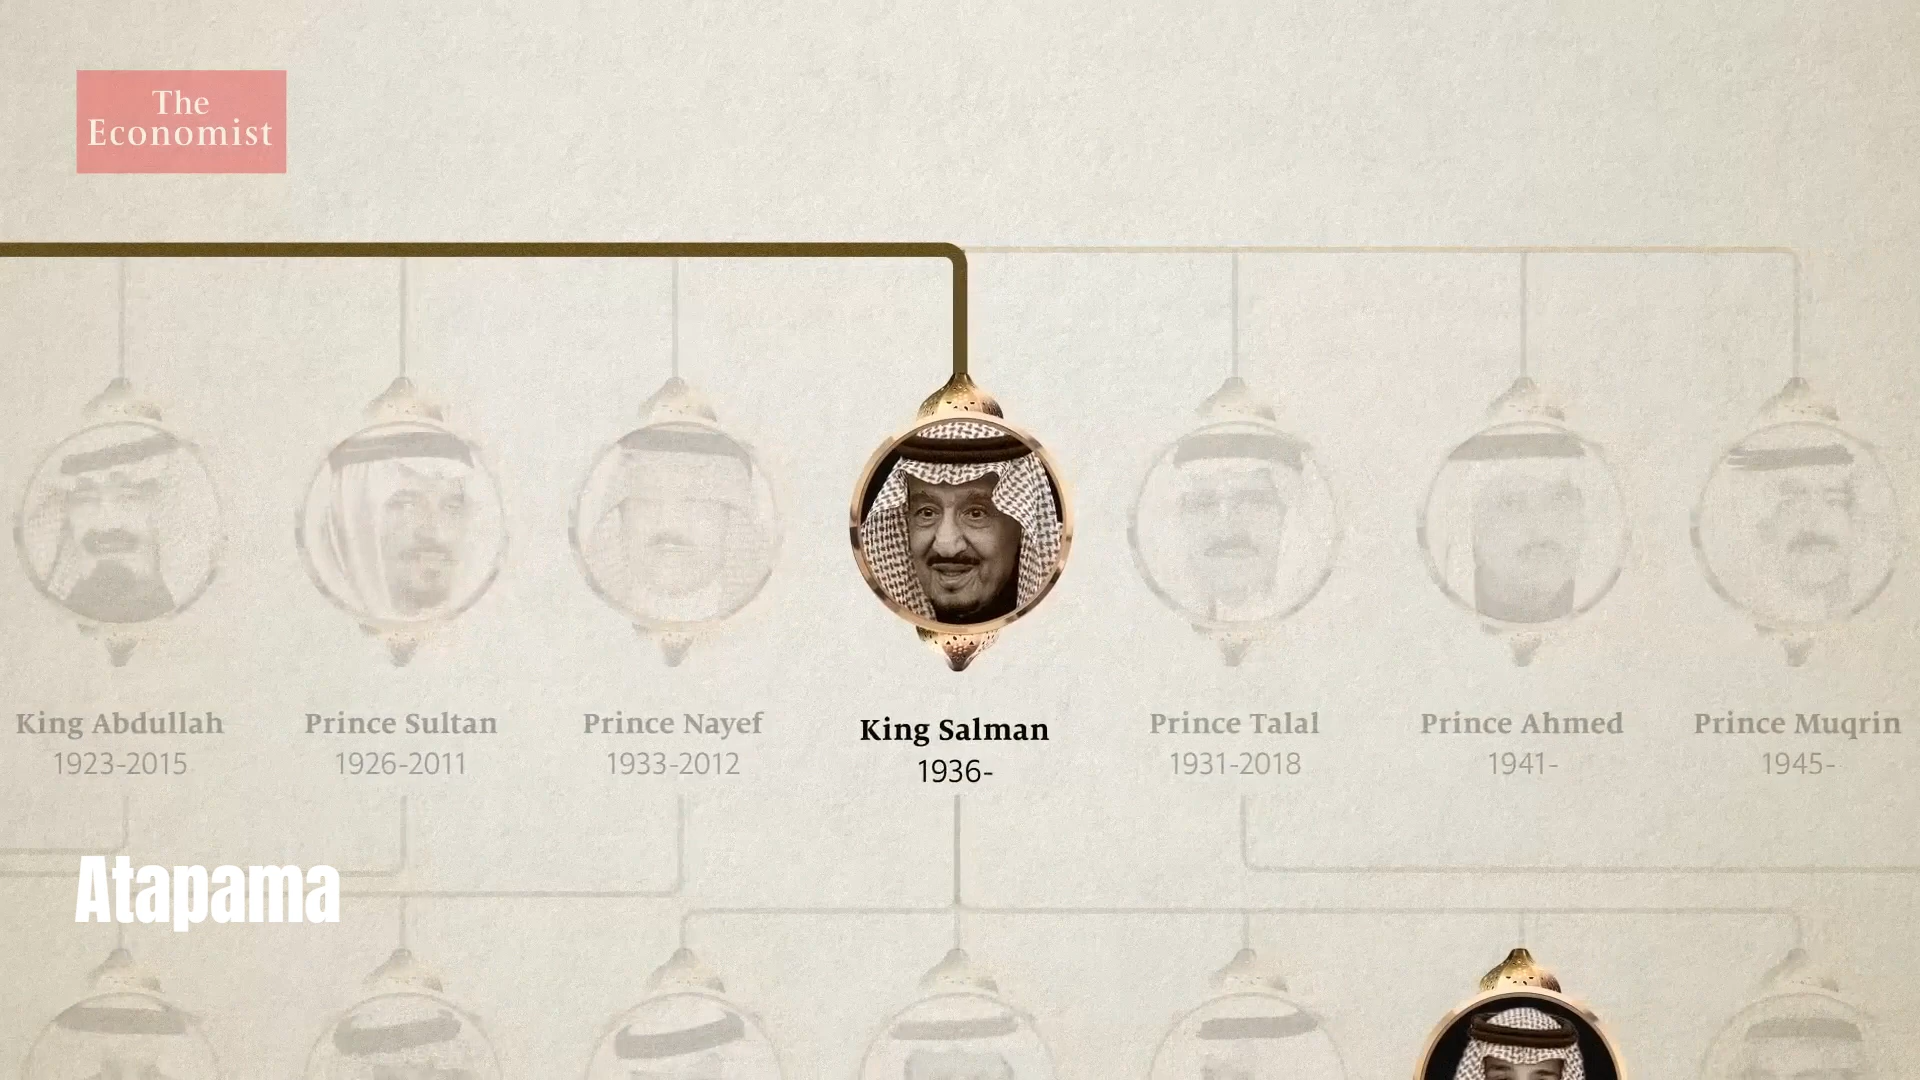 The
Economist
King Abdullah
1923-2015
Prince Sultan
1926-2011
Prince Nayef
1933-2012
King Salman
1936-
Prince Talal
1931-2018
Prince Ahmed
1941-
Prince Muqrin
1945-
Atapama